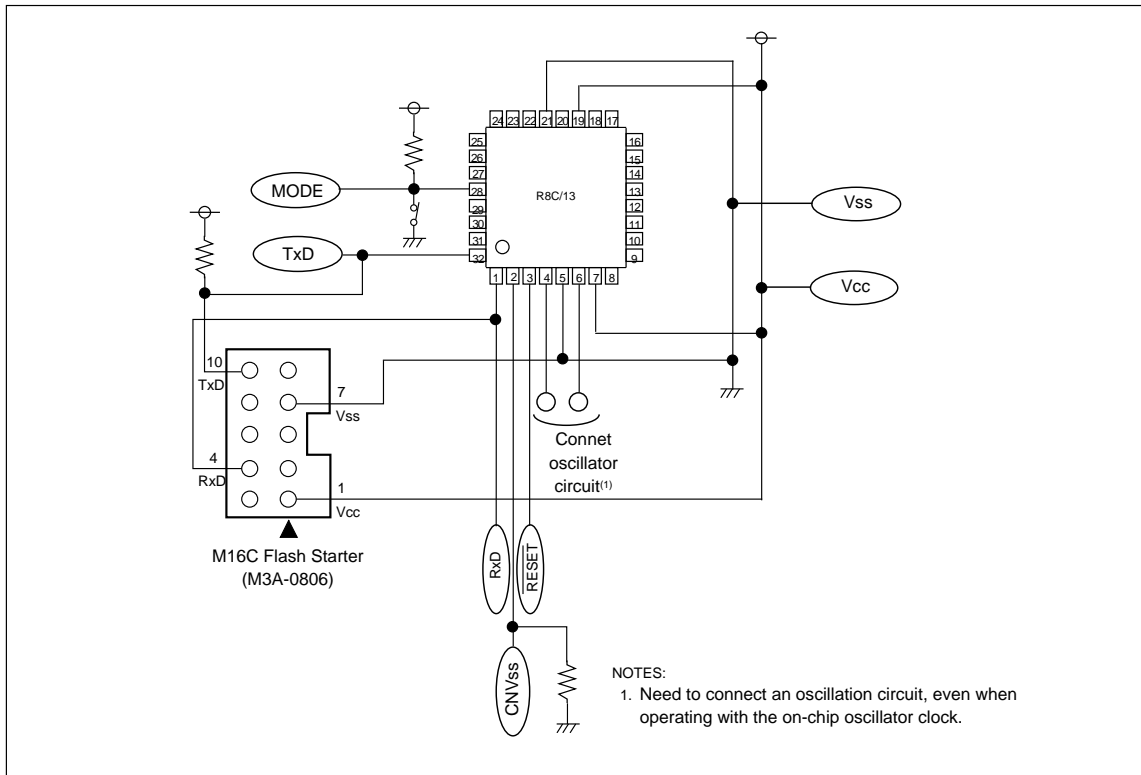 24 23 22 21 20 19 18 17
25
26
27
28
29
30
31
32
16
15
14
13
12
11
10
9
R8C/13
1 2 3 4 5 6 7 8
MODE
TxD
Vss
Vcc
10
TxD
7
Vss
4
RxD
1
Vcc
Connet
oscillator
circuit(1)
M16C Flash Starter
(M3A-0806)
RxD
RESET
CNVss
NOTES:
1. Need to connect an oscillation circuit, even when
operating with the on-chip oscillator clock.